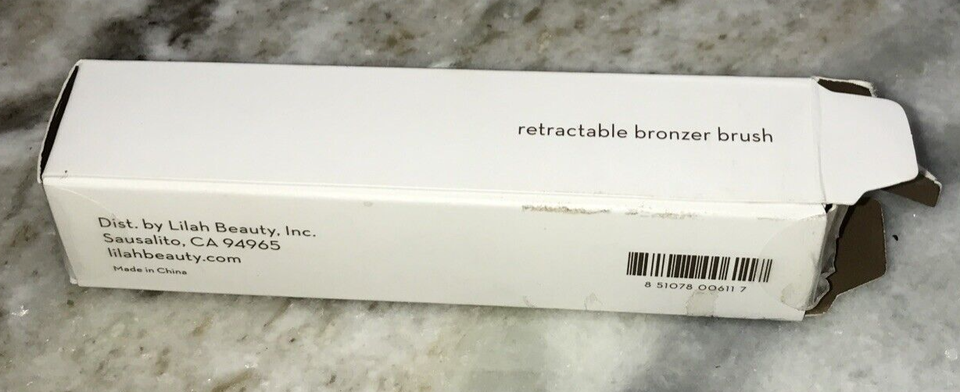 retractable bronzer brush
Dist. by Lilah Beauty, Inc.
Sausalito, CA 94965
lilahbeauty.com
Made in China
8 51078 00611 7